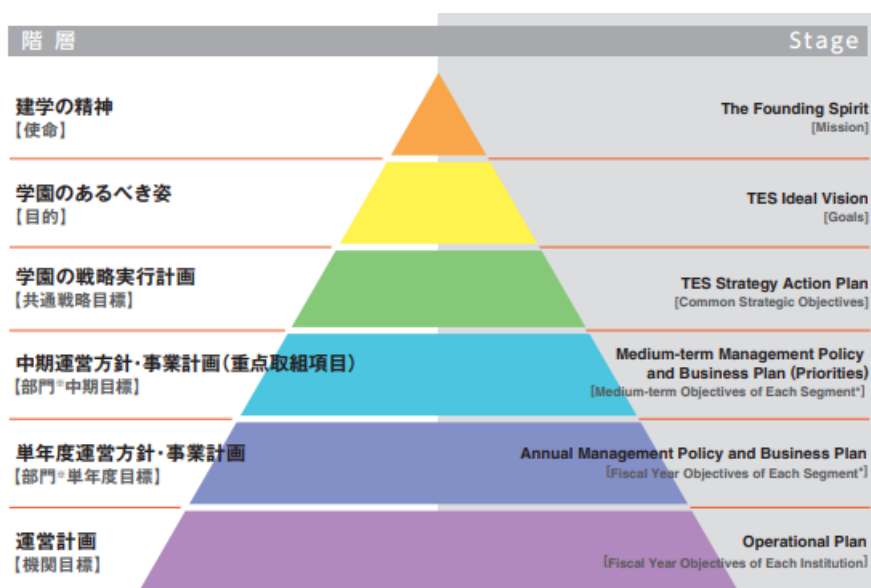 階 層
Stage
建学の精神
【使命】
The Founding Spirit
[Mission]
学園のあるべき姿
【目的】
TES Ideal Vision
[Goals]
学園の戦略実行計画
【共通戦略目標】
TES Strategy Action Plan
[Common Strategic Objectives]
中期運営方針・事業計画(重点取組項目)
【部門※中期目標】
Medium-term Management Policy
and Business Plan (Priorities)
[Medium-term Objectives of Each Segment*]
単年度運営方針・事業計画
【部門※単年度目標】
Annual Management Policy and Business Plan
[Fiscal Year Objectives of Each Segment*]
運営計画
【機関目標】
Operational Plan
[Fiscal Year Objectives of Each Institution]